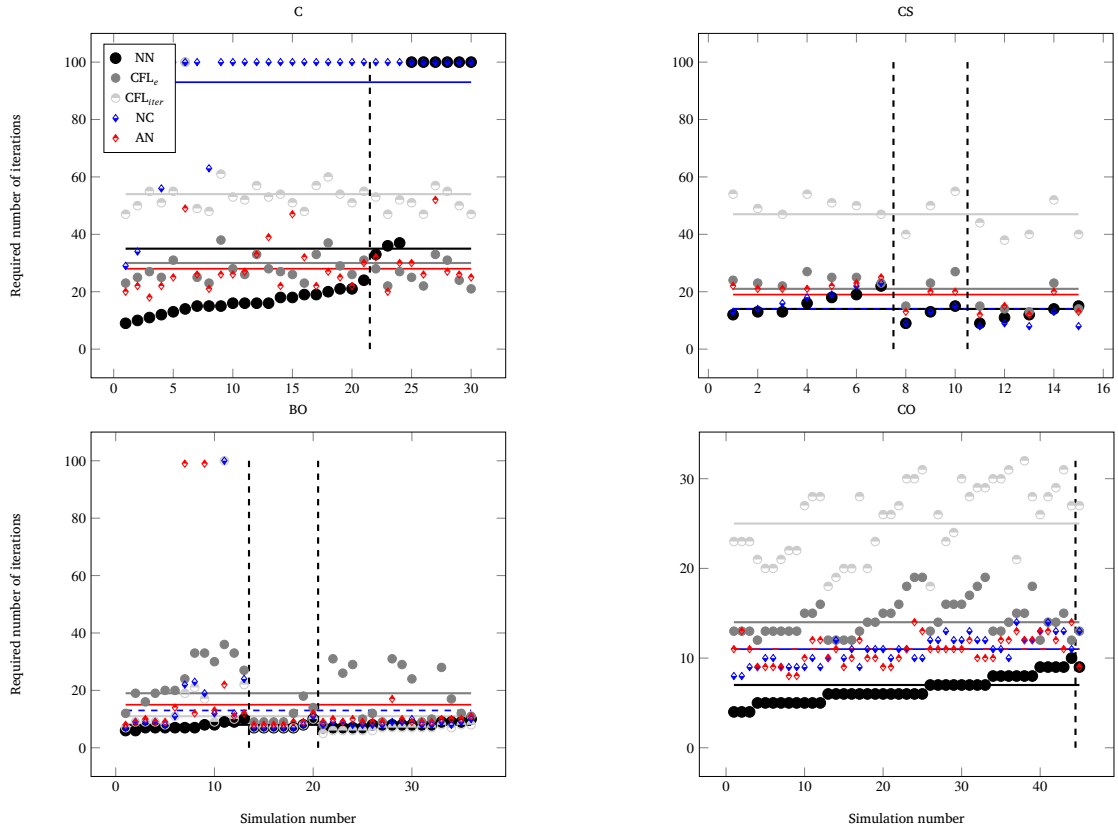 C
CS
Required number of iterations
100
80
60
40
20
0
NN
CFLe
CFLiter
NC
AN
0 5 10 15 20 25 30
100
80
60
40
20
0
0 2 4 6 8 10 12 14 16
BO
CO
Required number of iterations
100
80
60
40
20
0
0 10 20 30
Simulation number
30
20
10
0
0 10 20 30 40
Simulation number